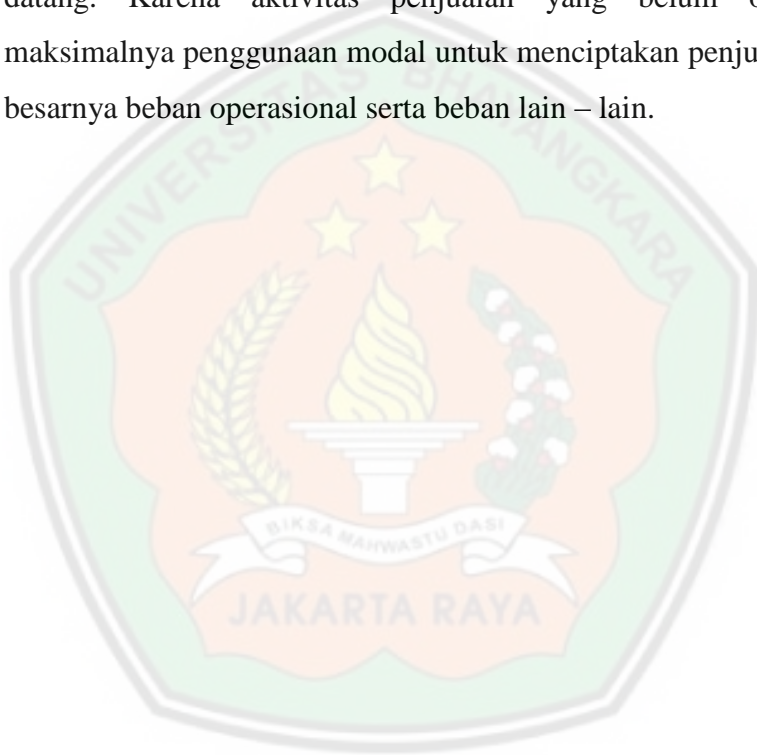 datang. Karena aktivitas penjualan yang belum
maksimalnya penggunaan modal untuk menciptakan
besarnya beban operasional serta beban lain – lain.
UNIVERSITAS BHAYANGKARA
BIKSA MAHWASTU DASI
JAKARTA RAYA